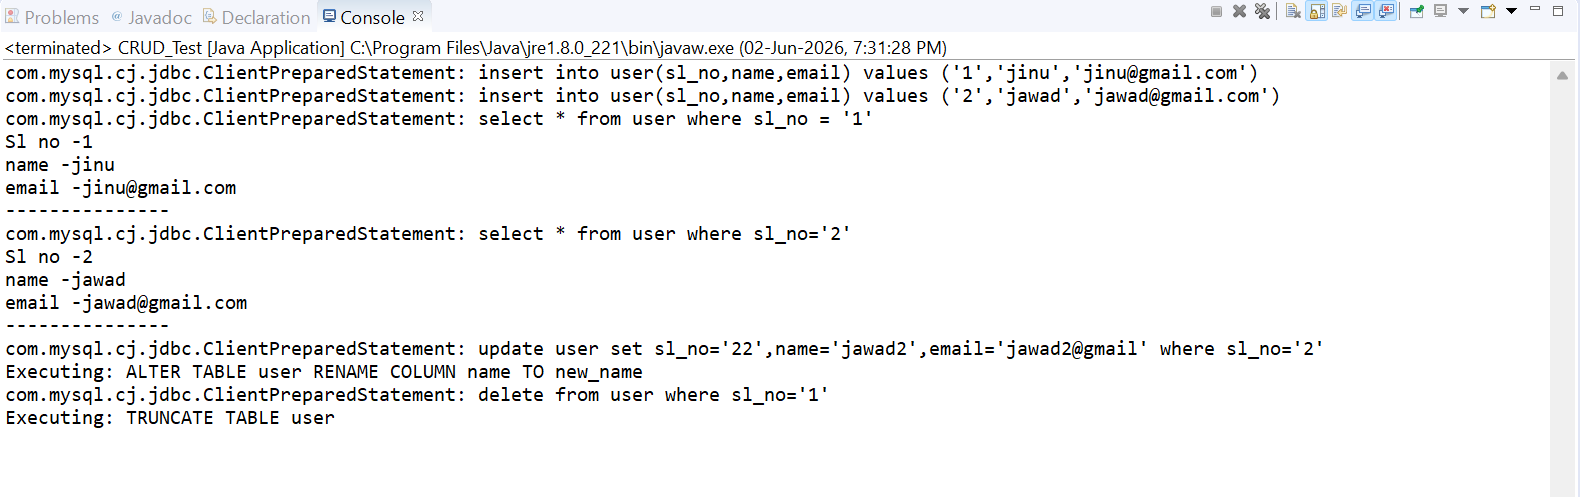 Problems @ Javadoc Declaration Console
<terminated> CRUD_Test [Java Application] C:\Program Files\Java\jre1.8.0_221\bin\javaw.exe (02-Jun-2026, 7:31:28 PM)
com.mysql.cj.jdbc.ClientPreparedStatement: insert into user(sl_no,name,email) values ('1','jinu','jinu@gmail.com')
com.mysql.cj.jdbc.ClientPreparedStatement: insert into user(sl_no,name,email) values ('2','jawad','jawad@gmail.com')
com.mysql.cj.jdbc.ClientPreparedStatement: select * from user where sl_no = '1'
Sl no -1
name -jinu
email -jinu@gmail.com
---------------
com.mysql.cj.jdbc.ClientPreparedStatement: select * from user where sl_no='2'
Sl no -2
name -jawad
email -jawad@gmail.com
---------------
com.mysql.cj.jdbc.ClientPreparedStatement: update user set sl_no='22',name='jawad2',email='jawad2@gmail' where sl_no='2'
Executing: ALTER TABLE user RENAME COLUMN name TO new_name
com.mysql.cj.jdbc.ClientPreparedStatement: delete from user where sl_no='1'
Executing: TRUNCATE TABLE user